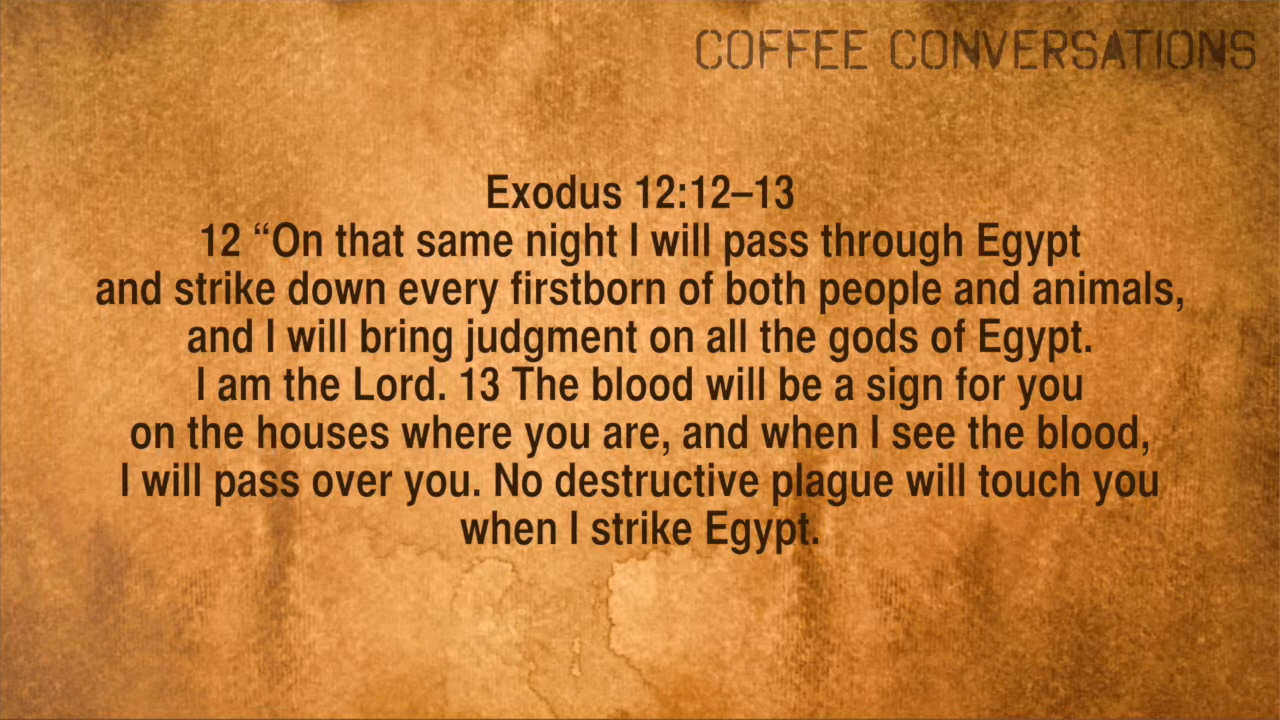 COFFEE CONVERSATIONS
Exodus 12:12–13
12 “On that same night I will pass through Egypt
and strike down every firstborn of both people and animals,
and I will bring judgment on all the gods of Egypt.
I am the Lord. 13 The blood will be a sign for you
on the houses where you are, and when I see the blood,
I will pass over you. No destructive plague will touch you
when I strike Egypt.